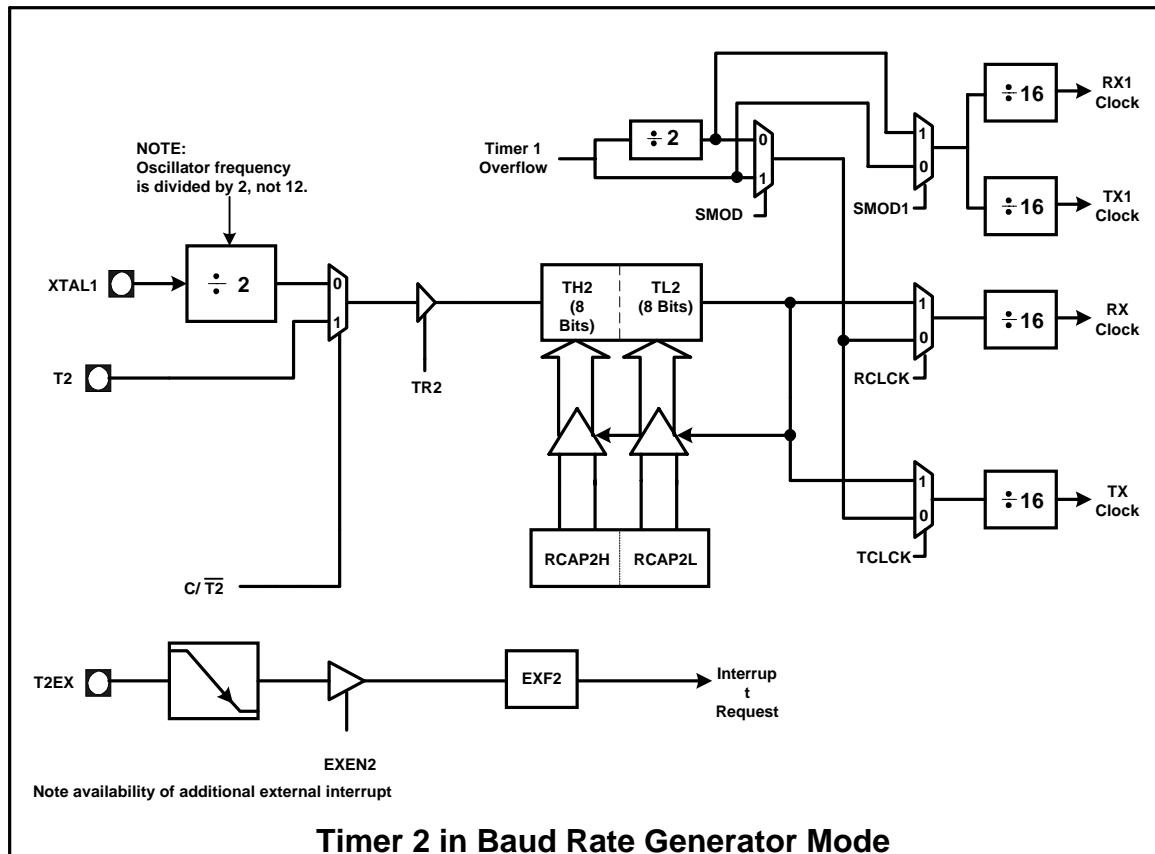 ÷ 16
RX1
Clock
÷ 2
1
0
Timer 1
Overflow
0
1
NOTE:
Oscillator frequency
is divided by 2, not 12.
SMOD
SMOD1
÷ 16
TX1
Clock
XTAL1
÷ 2
0
1
TH2
(8
Bits)
TL2
(8 Bits)
1
0
÷ 16
RX
Clock
T2
TR2
RCLCK
1
0
÷ 16
TX
Clock
RCAP2H
RCAP2L
TCLCK
C/ T̅2̅
T2EX
EXF2
Interrup
t
Request
EXEN2
Note availability of additional external interrupt
Timer 2 in Baud Rate Generator Mode